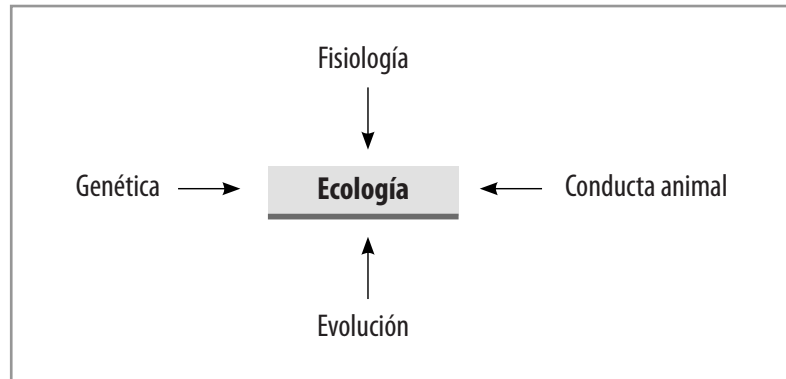 Fisiología
Genética
Ecología
Conducta animal
Evolución